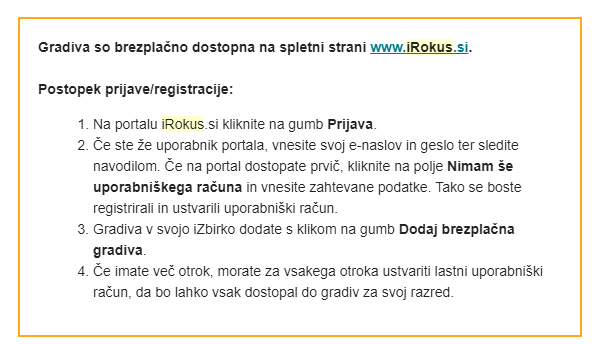 Gradiva so brezplačno dostopna na spletni strani www.iRokus.si.
Postopek prijave/registracije:
1. Na portalu iRokus.si kliknite na gumb Prijava.
2. Če ste že uporabnik portala, vnesite svoj e-naslov in geslo ter sledite
navodilom. Če na portal dostopate prvič, kliknite na polje Nimam še
uporabniškega računa in vnesite zahtevane podatke. Tako se boste
registrirali in ustvarili uporabniški račun.
3. Gradiva v svojo iZbirko dodate s klikom na gumb Dodaj brezplačna
gradiva.
4. Če imate več otrok, morate za vsakega otroka ustvariti lastni uporabniški
račun, da bo lahko vsak dostopal do gradiv za svoj razred.